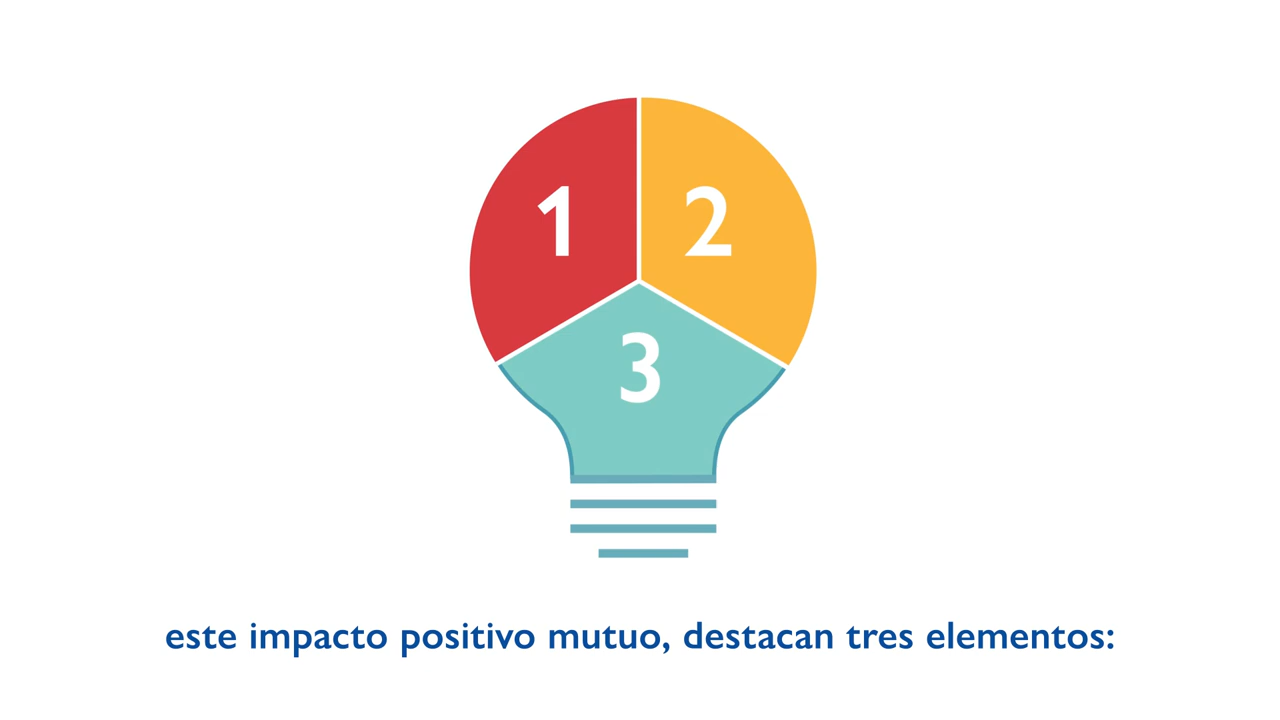 1
2
3
este impacto positivo mutuo, destacan tres elementos: